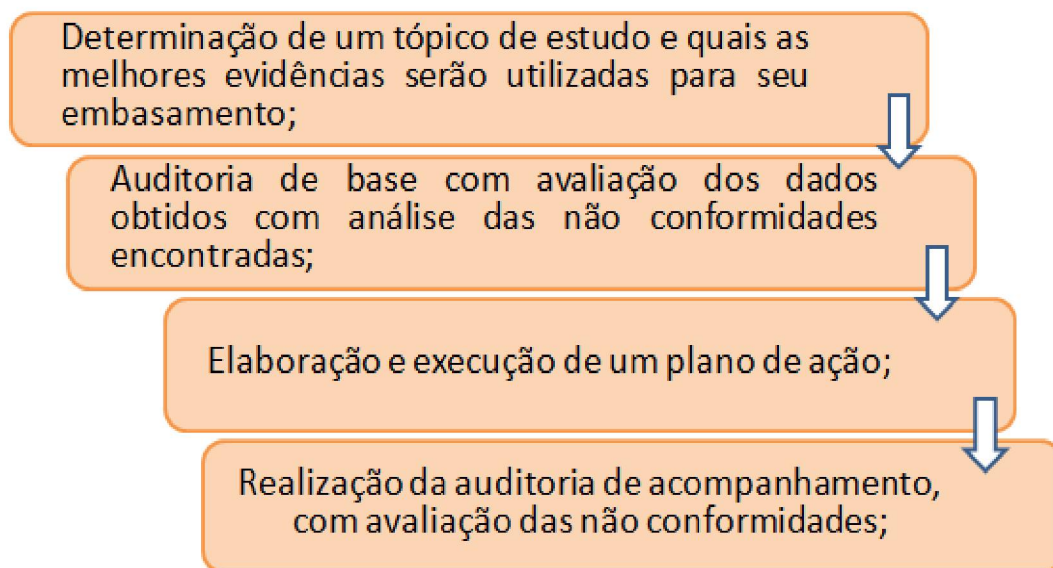 Determinação de um tópico de estudo e quais as
melhores evidências serão utilizadas para seu
embasamento;
Auditoria de base com avaliação dos dados
obtidos com análise das não conformidades
encontradas;
Elaboração e execução de um plano de ação;
Realização da auditoria de acompanhamento,
com avaliação das não conformidades;